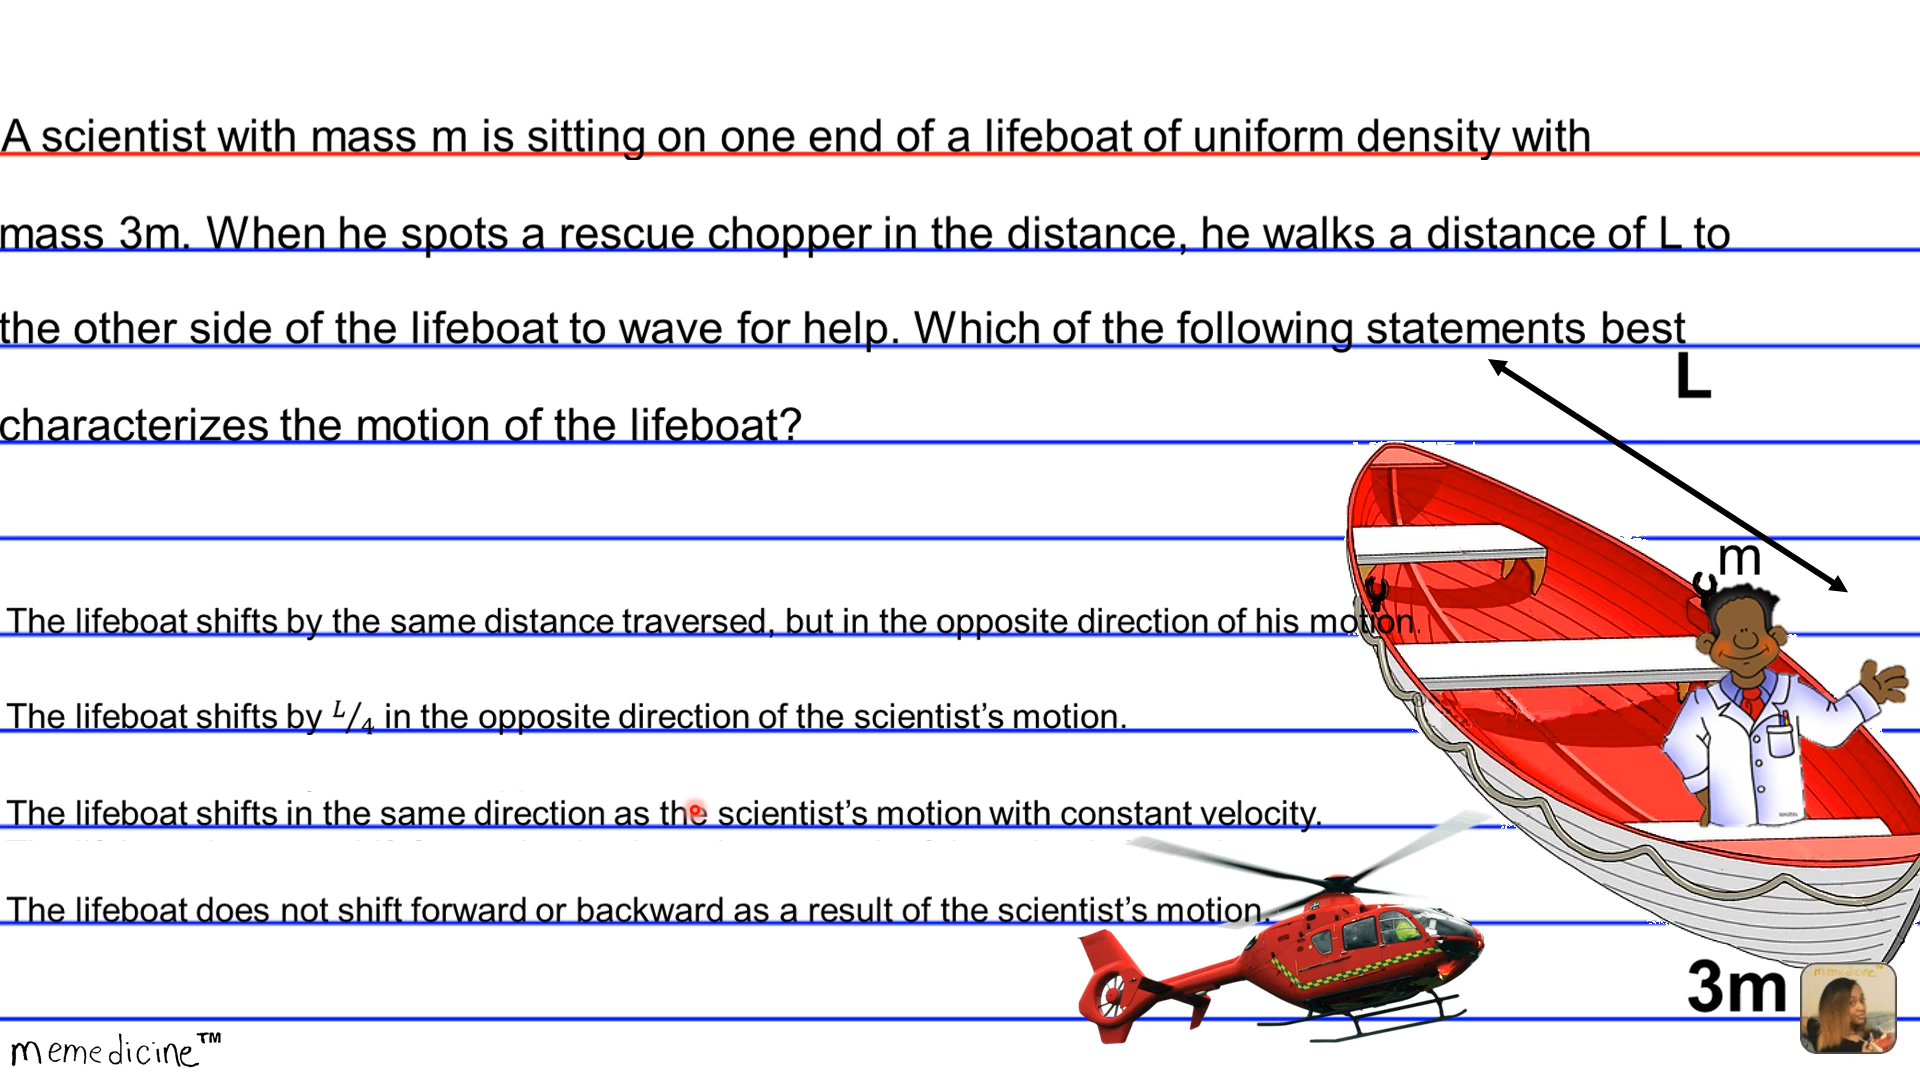 A scientist with mass m is sitting on one end of a lifeboat of uniform density with
mass 3m. When he spots a rescue chopper in the distance, he walks a distance of L to
the other side of the lifeboat to wave for help. Which of the following statements best
characterizes the motion of the lifeboat?
L
m
The lifeboat shifts by the same distance traversed, but in the opposite direction of his motion.
The lifeboat shifts by L/4 in the opposite direction of the scientist's motion.
The lifeboat shifts in the same direction as the scientist's motion with constant velocity.
The lifeboat does not shift forward or backward as a result of the scientist's motion.
3m
memedicine™
memedicine™